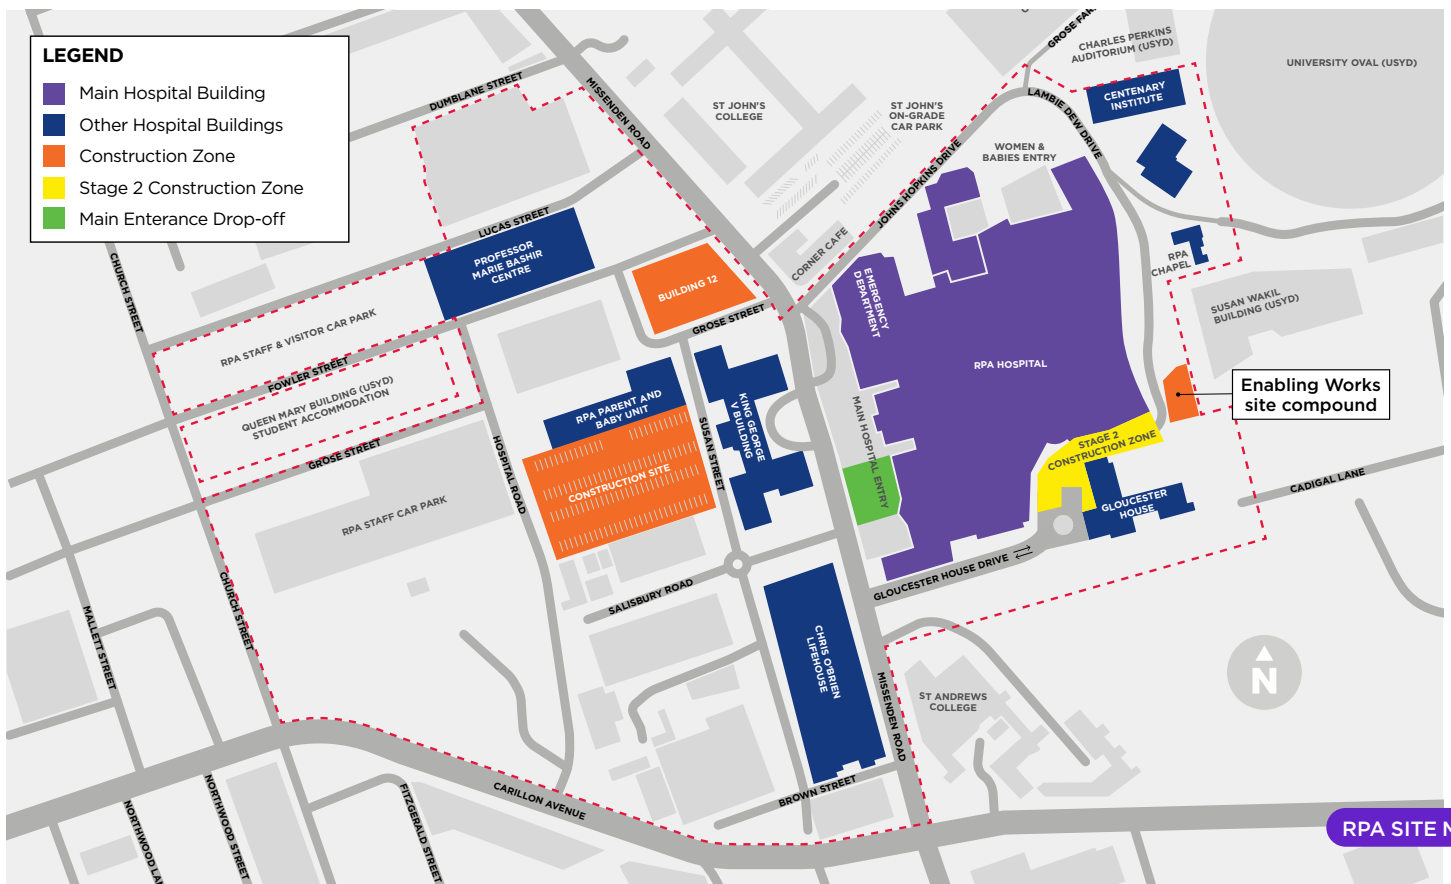 LEGEND
Main Hospital Building
Other Hospital Buildings
Construction Zone
Stage 2 Construction Zone
Main Enterance Drop-off
DUMBLANE STREET
MISSENDEN ROAD
ST JOHN'S
COLLEGE
ST JOHN'S
ON-GRADE
CAR PARK
GROSE FAR
CHARLES PERKINS
AUDITORIUM (USYD)
UNIVERSITY OVAL (USYD)
CENTENARY
INSTITUTE
LAMBIE DEW DRIVE
WOMEN &
BABIES ENTRY
JOHNS HOPKINS DRIVE
CORNER CAFE
LUCAS STREET
PROFESSOR
MARIE BASHIR
CENTRE
CHURCH STREET
RPA STAFF & VISITOR CAR PARK
FOWLER STREET
BUILDING 12
GROSE STREET
EMERGENCY
DEPARTMENT
RPA HOSPITAL
RPA
CHAPEL
SUSAN WAKIL
BUILDING (USYD)
Enabling Works
site compound
QUEEN MARY BUILDING (USYD)
STUDENT ACCOMMODATION
GROSE STREET
RPA PARENT AND
BABY UNIT
KING GEORGE
V BUILDING
MAIN HOSPITAL ENTRY
STAGE 2
CONSTRUCTION ZONE
HOSPITAL ROAD
CONSTRUCTION SITE
SUSAN STREET
RPA STAFF CAR PARK
GLOUCESTER
HOUSE
CADIGAL LANE
GLOUCESTER HOUSE DRIVE
SALISBURY ROAD
CHURCH STREET
MALLETT STREET
CHRIS O'BRIEN
LIFEHOUSE
MISSENDEN ROAD
ST ANDREWS
COLLEGE
N
BROWN STREET
CARILLON AVENUE
NORTHWOOD LA
NORTHWOOD STREET
FITZGERALD STREET
RPA SITE